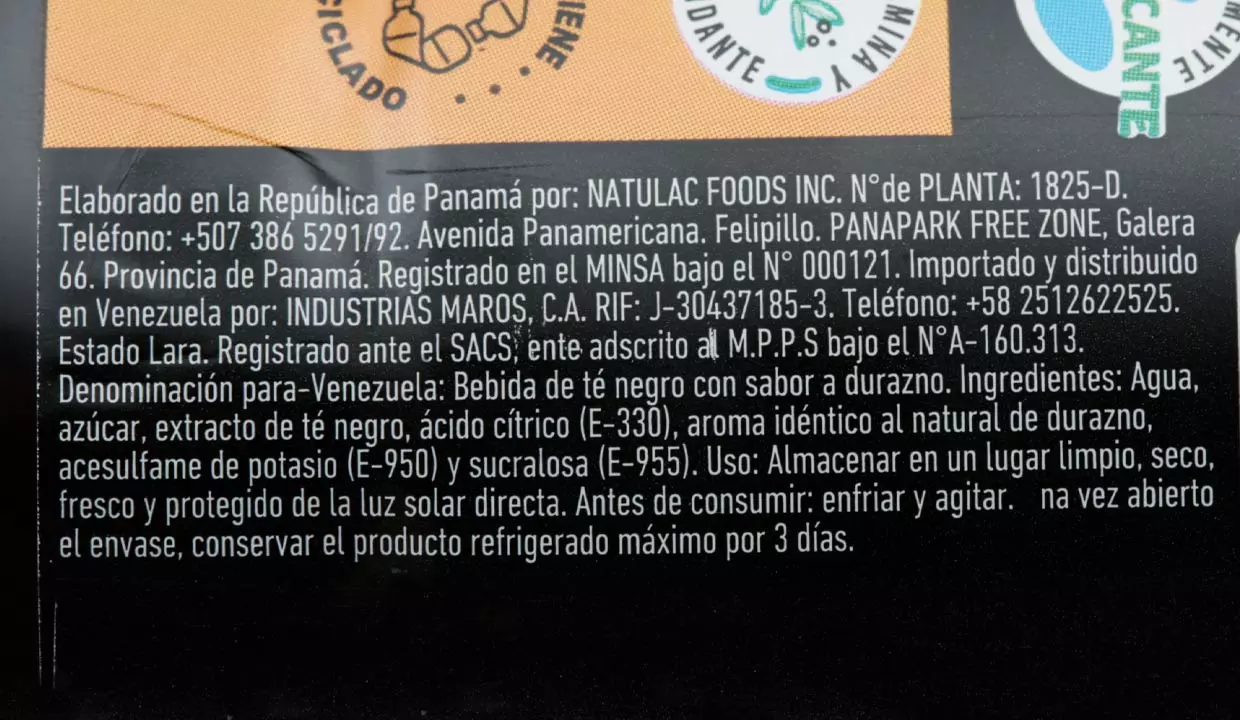 CICLADO
IENE
DANTE
MINA Y
CANTE
MENTE
Elaborado en la República de Panamá por: NATULAC FOODS INC. N°de PLANTA: 1825-D.
Teléfono: +507 386 5291/92. Avenida Panamericana. Felipillo. PANAPARK FREE ZONE, Galera
66. Provincia de Panamá. Registrado en el MINSA bajo el N° 000121. Importado y distribuido
en Venezuela por: INDUSTRIAS MAROS, C.A. RIF: J-30437185-3. Teléfono: +58 2512622525.
Estado Lara. Registrado ante el SACS, ente adscrito al M.P.P.S bajo el N°A-160.313.
Denominación para-Venezuela: Bebida de té negro con sabor a durazno. Ingredientes: Agua,
azúcar, extracto de té negro, ácido cítrico (E-330), aroma idéntico al natural de durazno,
acesulfame de potasio (E-950) y sucralosa (E-955). Uso: Almacenar en un lugar limpio, seco,
fresco y protegido de la luz solar directa. Antes de consumir: enfriar y agitar. na vez abierto
el envase, conservar el producto refrigerado máximo por 3 días.